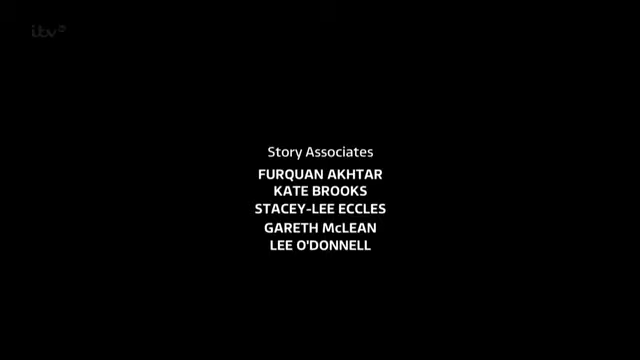 itv
Story Associates
FURQUAN AKHTAR
KATE BROOKS
STACEY-LEE ECCLES
GARETH McLEAN
LEE O'DONNELL